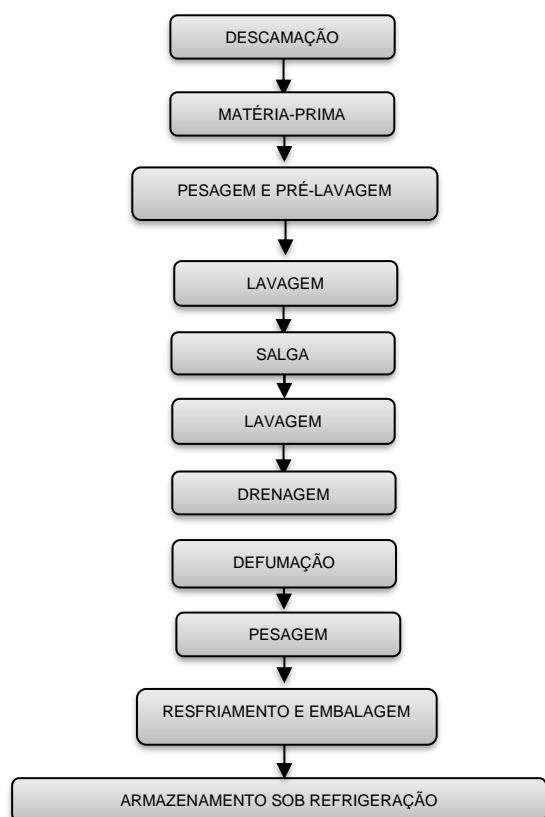 DESCAMAÇÃO
MATÉRIA-PRIMA
PESAGEM E PRÉ-LAVAGEM
LAVAGEM
SALGA
LAVAGEM
DRENAGEM
DEFUMAÇÃO
PESAGEM
RESFRIAMENTO E EMBALAGEM
ARMAZENAMENTO SOB REFRIGERAÇÃO